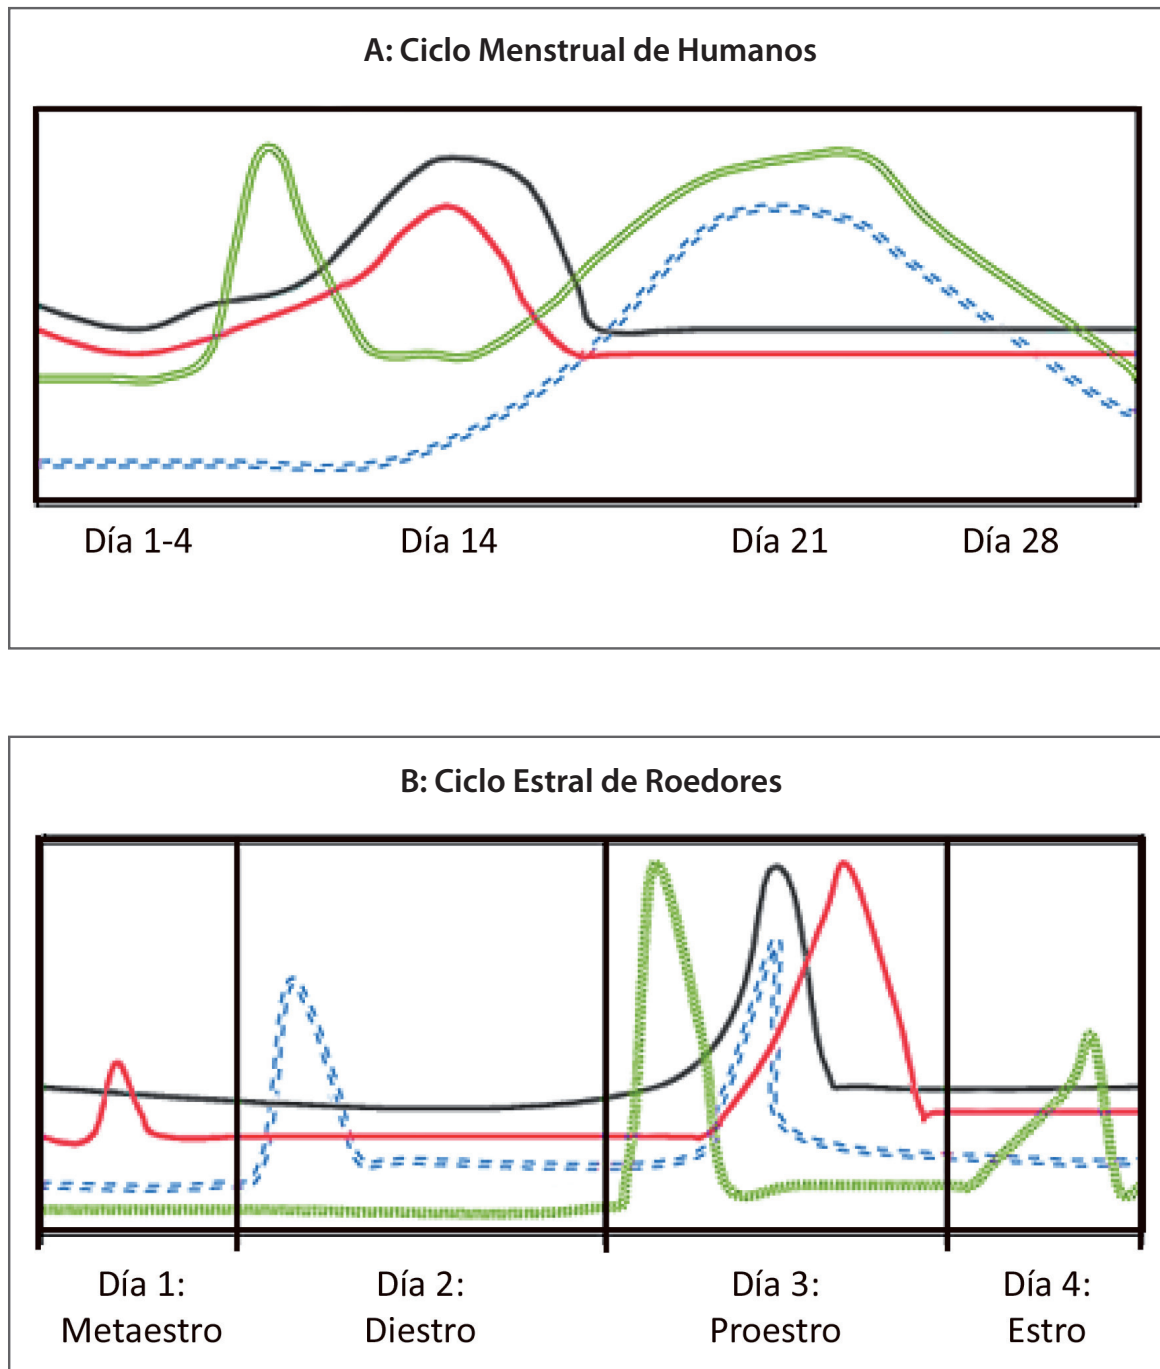 A: Ciclo Menstrual de Humanos
Día 1-4 Día 14 Día 21 Día 28
B: Ciclo Estral de Roedores
Día 1: Día 2: Día 3: Día 4:
Metaestro Diestro Proestro Estro